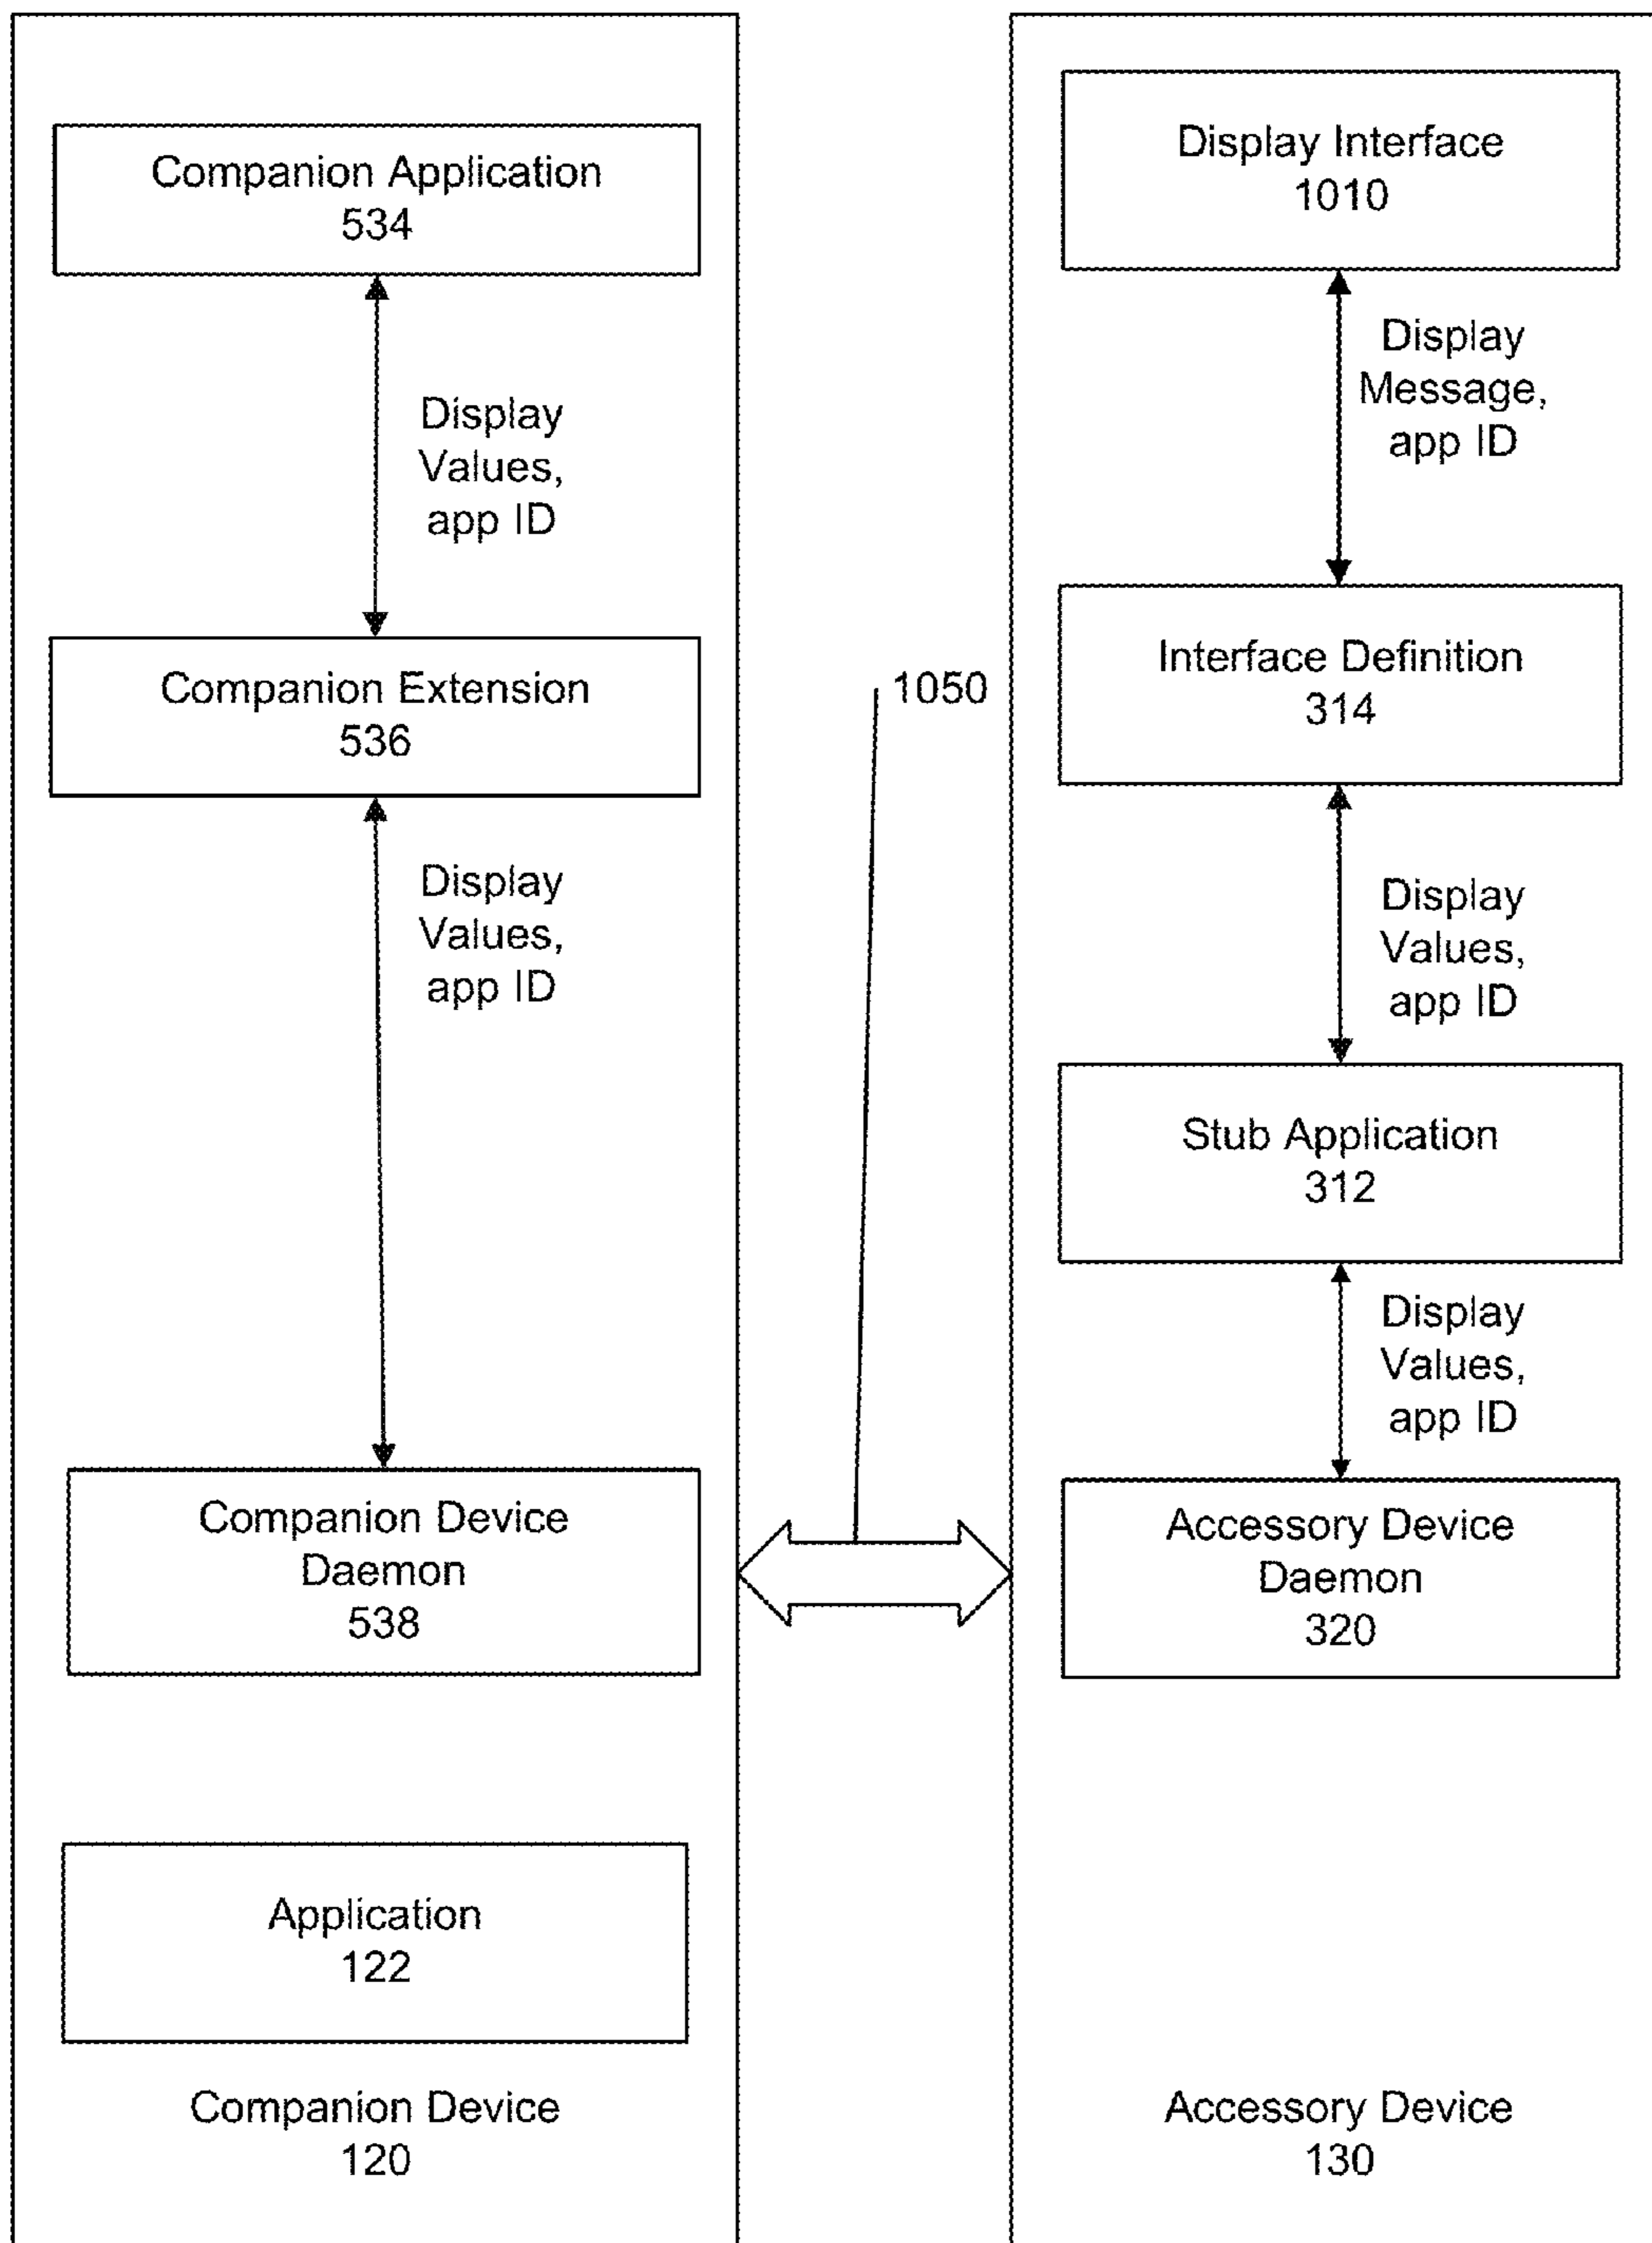 Companion Application
534
Display
Values,
app ID
Companion Extension
536
Display
Values,
app ID
Companion Device
Daemon
538
Application
122
Companion Device
120
1050
Display Interface
1010
Display
Message,
app ID
Interface Definition
314
Display
Values,
app ID
Stub Application
312
Display
Values,
app ID
Accessory Device
Daemon
320
Accessory Device
130